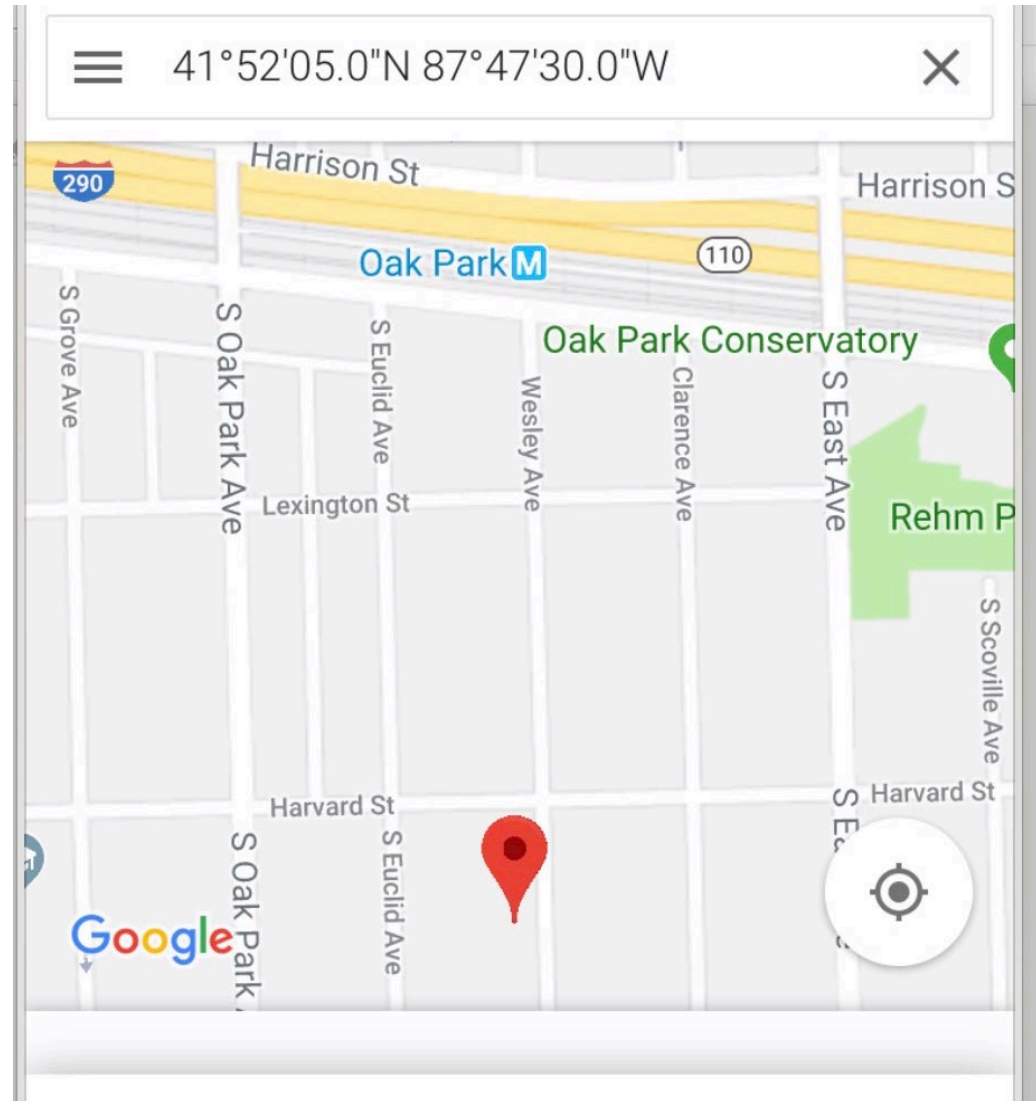 41°52'05.0"N 87°47'30.0"W
Harrison St
290
Harrison S
Oak Park M
110
S Grove Ave
S Oak Park Ave
S Euclid Ave
Oak Park Conservatory
Wesley Ave
Clarence Ave
S East Ave
Lexington St
Rehm P
S Scoville Ave
Harvard St
Harvard St
S Ea
S Oak Park A
S Euclid Ave
Google